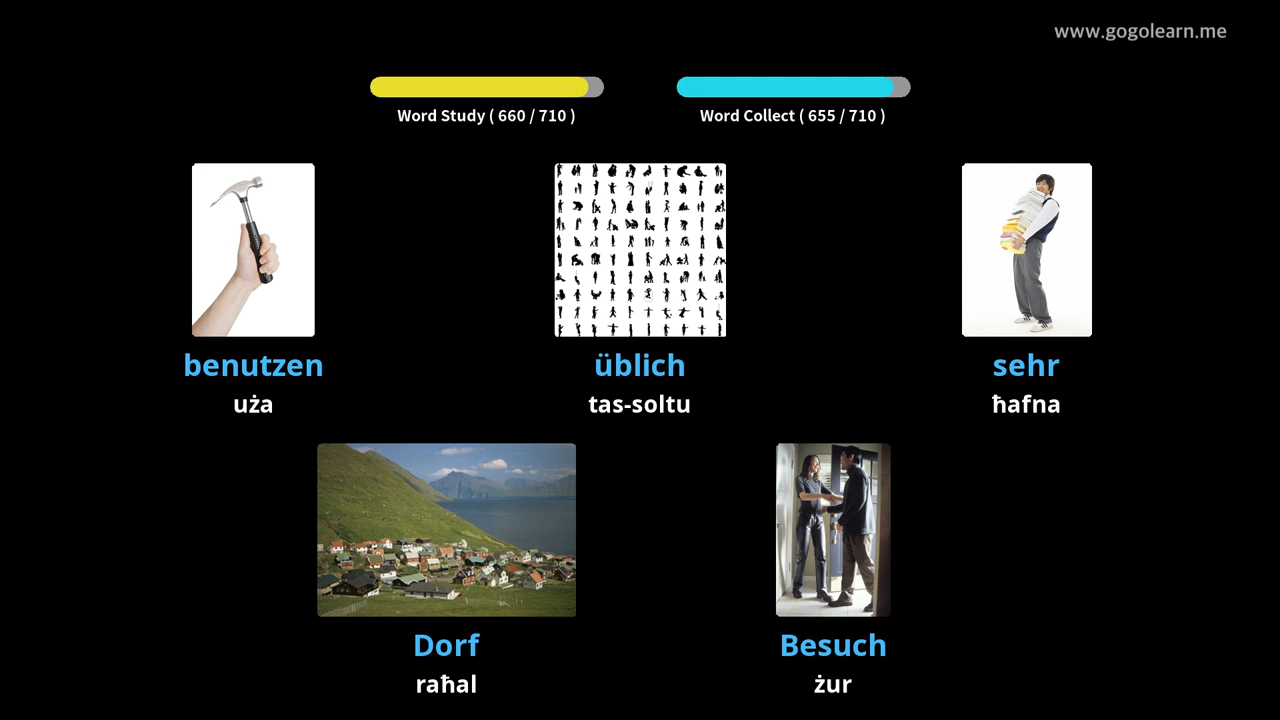 www.gogolearn.me
Word Study ( 660 / 710 )
Word Collect ( 655 / 710 )
benutzen
uża
üblich
tas-soltu
sehr
ħafna
Dorf
raħal
Besuch
żur